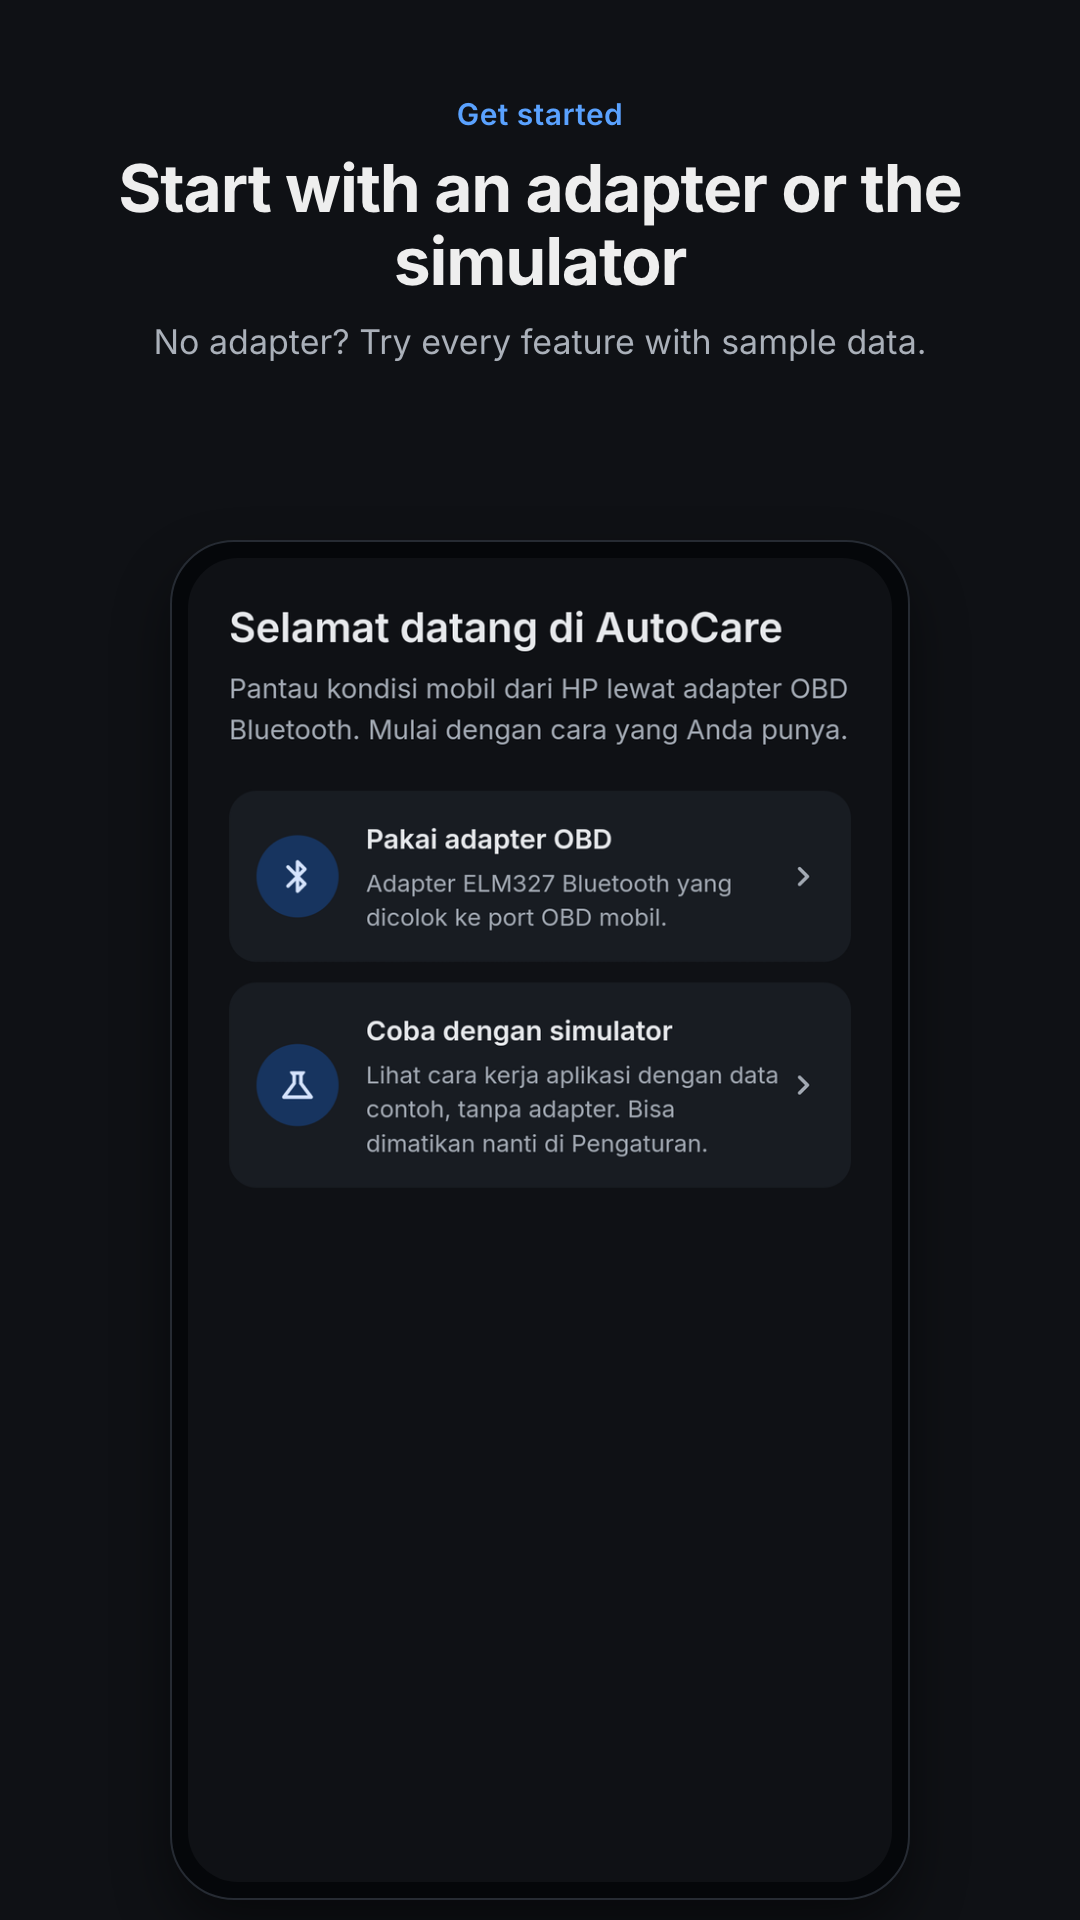 Get started
Start with an adapter or the
simulator
No adapter? Try every feature with sample data.
Selamat datang di AutoCare
Pantau kondisi mobil dari HP lewat adapter OBD
Bluetooth. Mulai dengan cara yang Anda punya.
Pakai adapter OBD
Adapter ELM327 Bluetooth yang
dicolok ke port OBD mobil.
Coba dengan simulator
Lihat cara kerja aplikasi dengan data
contoh, tanpa adapter. Bisa
dimatikan nanti di Pengaturan.